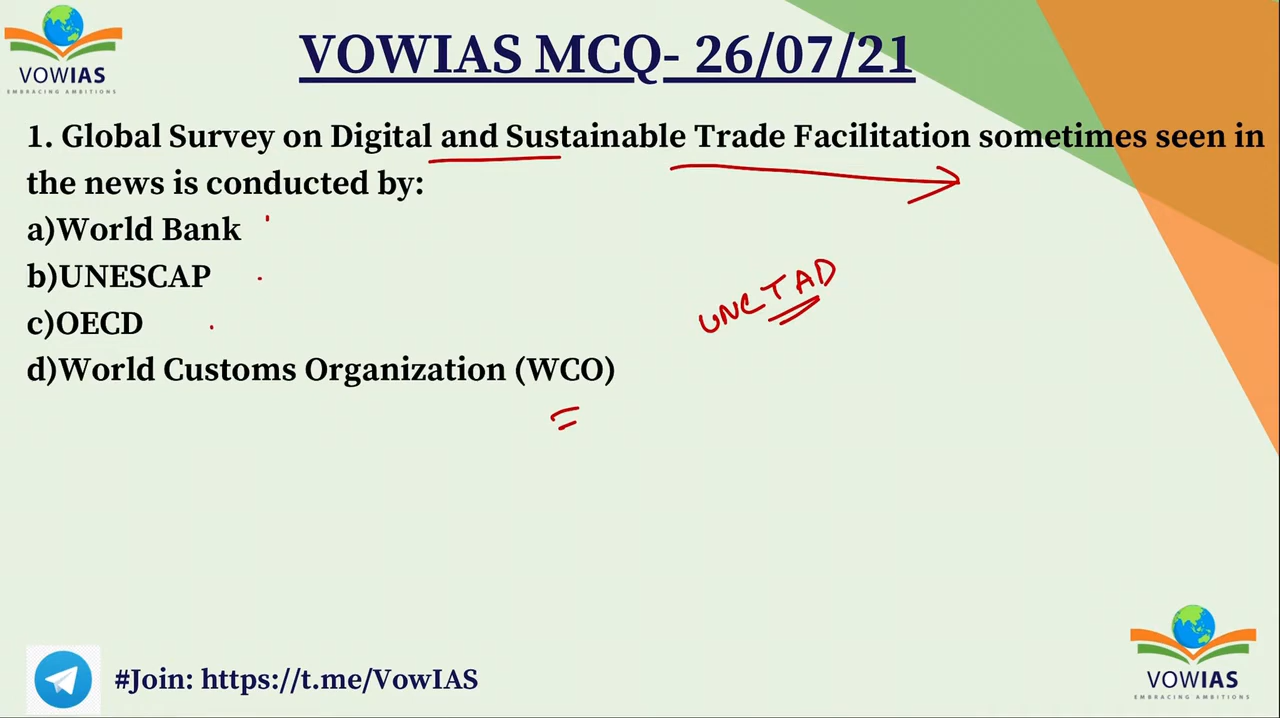 VOWIAS
EMBRACING AMBITIONS
VOWIAS MCQ- 26/07/21
1. Global Survey on Digital and Sustainable Trade Facilitation sometimes seen in
the news is conducted by:
a)World Bank
b)UNESCAP
c)OECD
d)World Customs Organization (WCO)
UNCTAD
#Join: https://t.me/VowIAS
VOWIAS
EMBRACING AMBITIONS